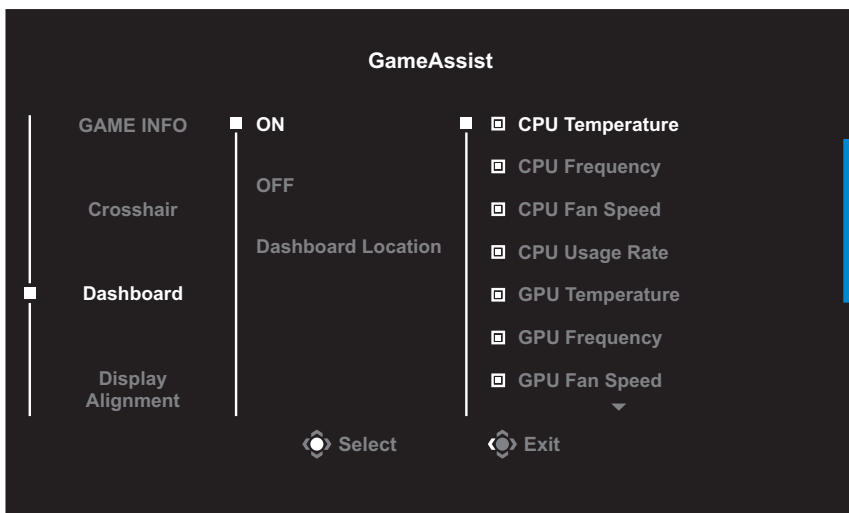 GameAssist
GAME INFO
Crosshair
Dashboard
Display
Alignment
ON
OFF
Dashboard Location
CPU Temperature
CPU Frequency
CPU Fan Speed
CPU Usage Rate
GPU Temperature
GPU Frequency
GPU Fan Speed
Select
Exit